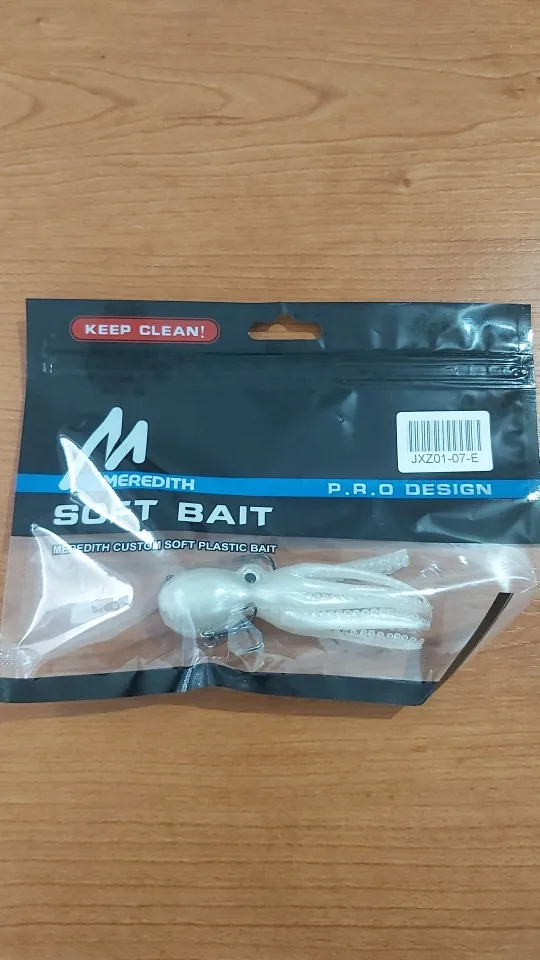 KEEP CLEAN!
JXZ01-07-E
MEREDITH
P.R.O DESIGN
SOFT BAIT
MEREDITH CUSTOM SOFT PLASTIC BAIT